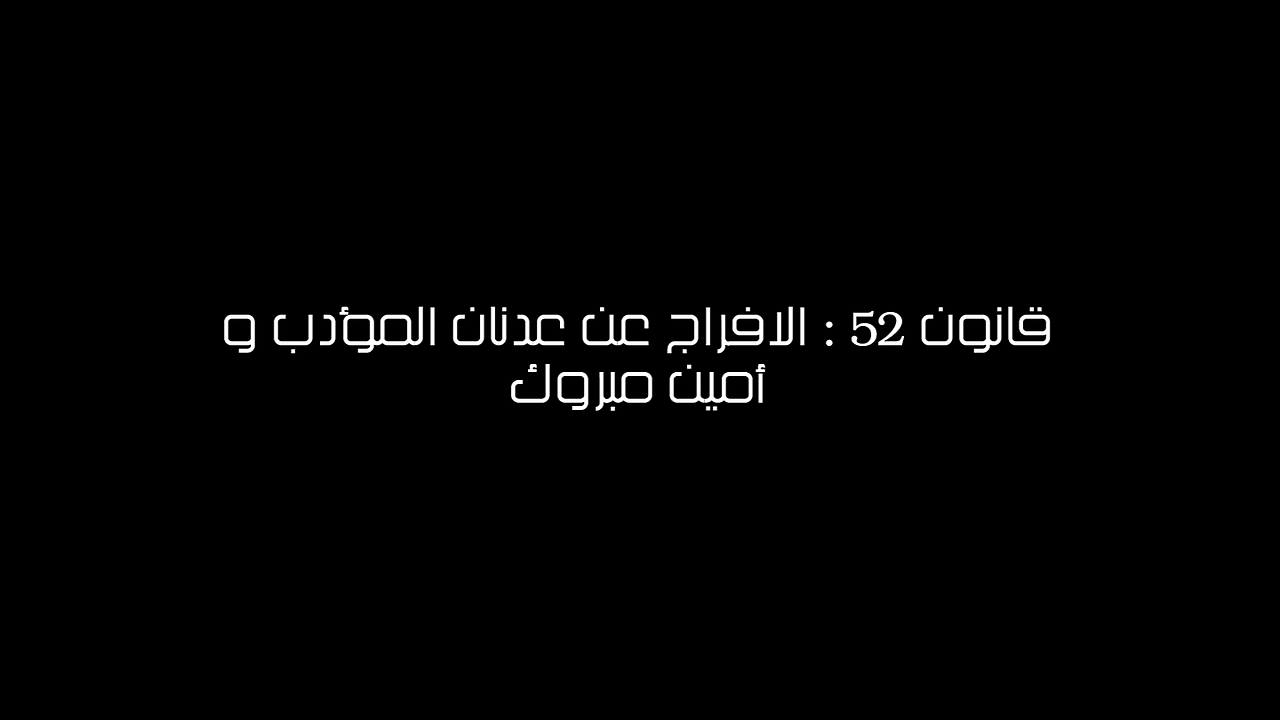 قانون 52 : الافراج عن عدنان المؤدب و
أمين مبروك